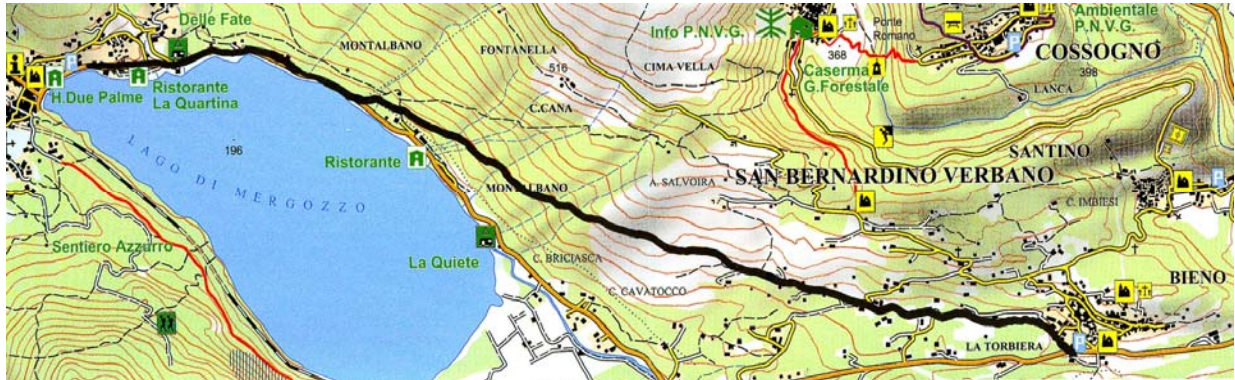 Delle Fate
MONTALBANO
FONTANELLA
516
CIMA VELLA
Info P.N.V.G.
Ponte
Romano
368
Caserma
G.Forestale
Ambientale
P.N.V.G.
COSSOGNO
398
LANCA
H.Due Palme
Ristorante
La Quartina
C.CANA
LAGO DI MERGOZZO
196
Ristorante
MONTALBANO
A. SALVOIRA
SAN BERNARDINO VERBANO
SANTINO
C. IMBIESI
Sentiero Azzurro
La Quiete
C. BRICIASCA
C. CAVATOCCO
BIENO
LA TORBIERA